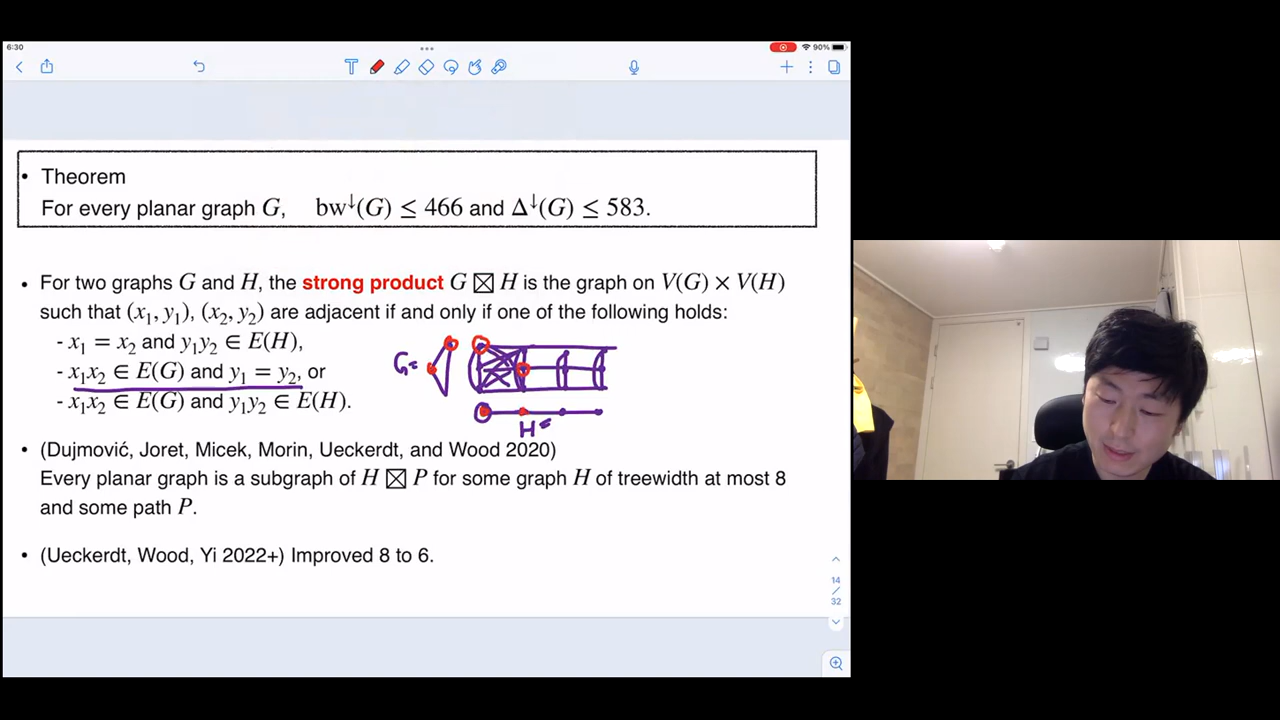 6:30
90%
T
• Theorem
For every planar graph G, bw↓(G) ≤ 466 and Δ↓(G) ≤ 583.
• For two graphs G and H, the strong product G ⊠ H is the graph on V(G) × V(H)
such that (x₁, y₁), (x₂, y₂) are adjacent if and only if one of the following holds:
- x₁ = x₂ and y₁y₂ ∈ E(H),
- x₁x₂ ∈ E(G) and y₁ = y₂, or
- x₁x₂ ∈ E(G) and y₁y₂ ∈ E(H).
G=
H=
• (Dujmović, Joret, Micek, Morin, Ueckerdt, and Wood 2020)
Every planar graph is a subgraph of H ⊠ P for some graph H of treewidth at most 8
and some path P.
• (Ueckerdt, Wood, Yi 2022+) Improved 8 to 6.
14
/
32